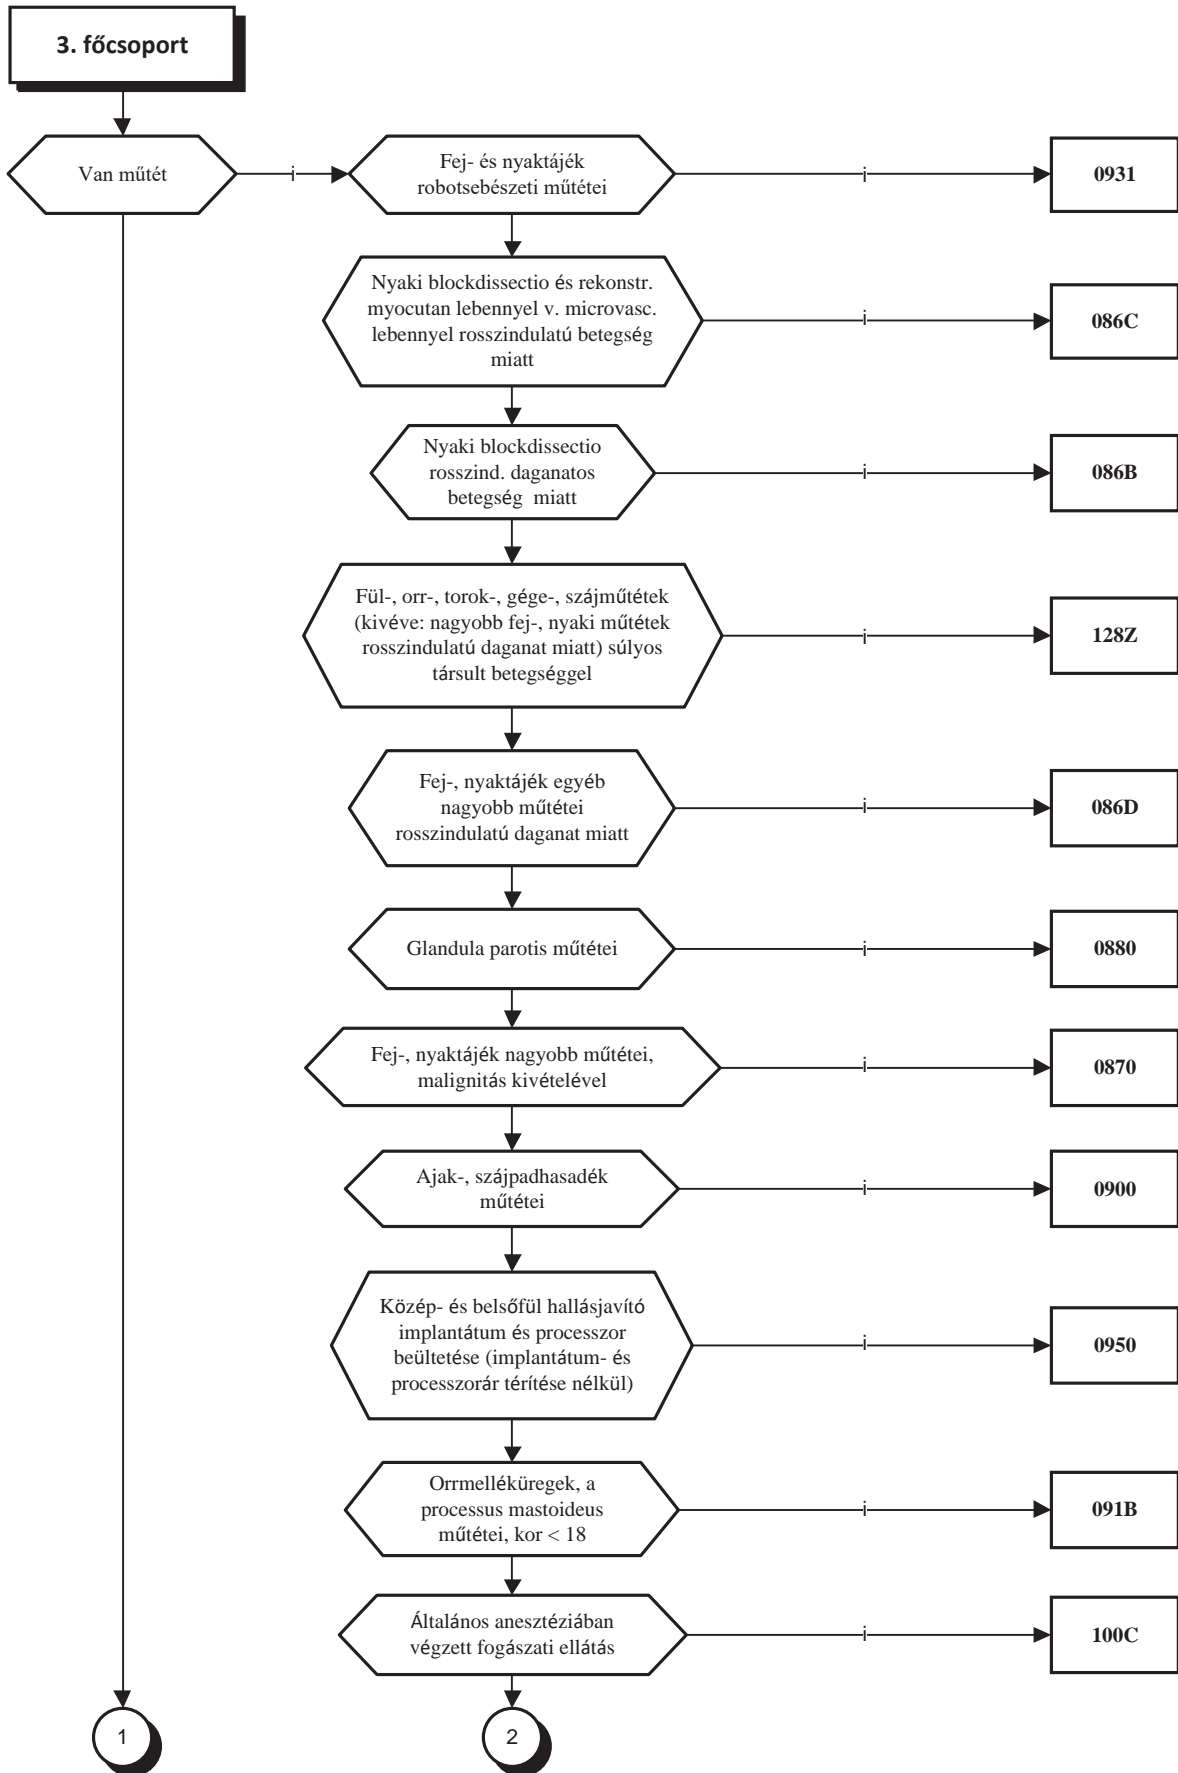 3. főcsoport
Van műtét
i
Fej- és nyaktájék
robotsebészeti műtétei
i
0931
Nyaki blockdissectio és rekonstr.
myocutan lebennyel v. microvasc.
lebennyel rosszindulatú betegség
miatt
i
086C
Nyaki blockdissectio
rosszind. daganatos
betegség miatt
i
086B
Fül-, orr-, torok-, gége-, szájműtétek
(kivéve: nagyobb fej-, nyaki műtétek
rosszindulatú daganat miatt) súlyos
társult betegséggel
i
128Z
Fej-, nyaktájék egyéb
nagyobb műtétei
rosszindulatú daganat miatt
i
086D
Glandula parotis műtétei
i
0880
Fej-, nyaktájék nagyobb műtétei,
malignitás kivételével
i
0870
Ajak-, szájpadhasadék
műtétei
i
0900
Közép- és belsőfül hallásjavító
implantátum és processzor
beültetése (implantátum- és
processzorár térítése nélkül)
i
0950
Orrmelléküregek, a
processus mastoideus
műtétei, kor < 18
i
091B
Általános anesztéziában
végzett fogászati ellátás
i
100C
1
2